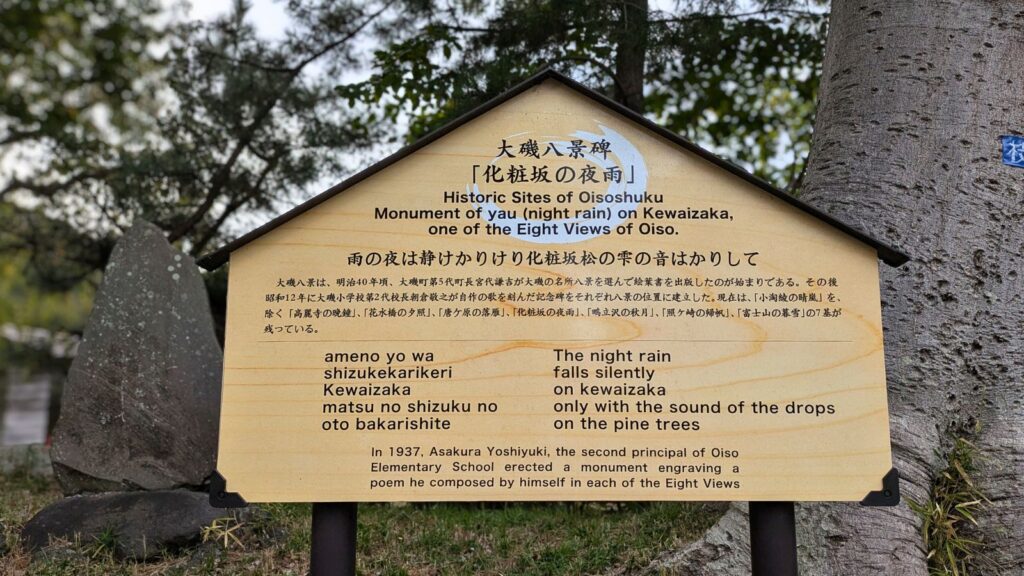 大磯八景碑
「化粧坂の夜雨」
Historic Sites of Oisoshuku
Monument of yau (night rain) on Kewaizaka,
one of the Eight Views of Oiso.
雨の夜は静けかりけり化粧坂松の雫の音はかりして
大磯八景は、明治40年頃、大磯町第5代町長宮代謙吉が大磯の名所八景を選んで絵葉書を出版したのが始まりである。その後
昭和12年に大磯小学校第2代校長朝倉敬之が自作の歌を刻んだ記念碑をそれぞれ八景の位置に建立した。現在は、「小淘綾の晴嵐」を、
除く「高麗寺の晩鐘」、「花水橋の夕照」、「唐ケ原の落雁」、「化粧坂の夜雨」、「鴫立沢の秋月」、「照ケ崎の帰帆」、「富士山の暮雪」の7基が
残っている。
ameno yo wa
shizukekarikeri
Kewaizaka
matsu no shizuku no
oto bakarishite
The night rain
falls silently
on kewaizaka
only with the sound of the drops
on the pine trees
In 1937, Asakura Yoshiyuki, the second principal of Oiso
Elementary School erected a monument engraving a
poem he composed by himself in each of the Eight Views